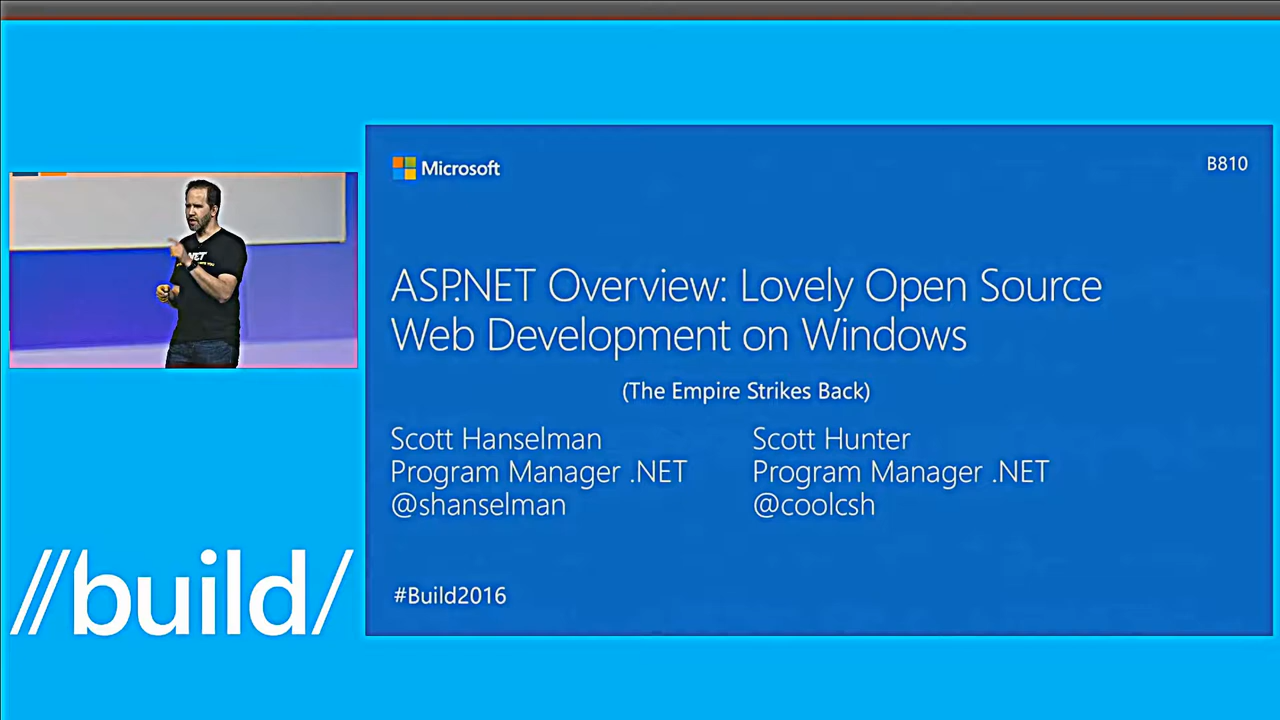 Microsoft
B810
ASP.NET Overview: Lovely Open Source
Web Development on Windows
(The Empire Strikes Back)
Scott Hanselman
Program Manager .NET
@shanselman
Scott Hunter
Program Manager .NET
@coolcsh
#Build2016
//build/
.NET